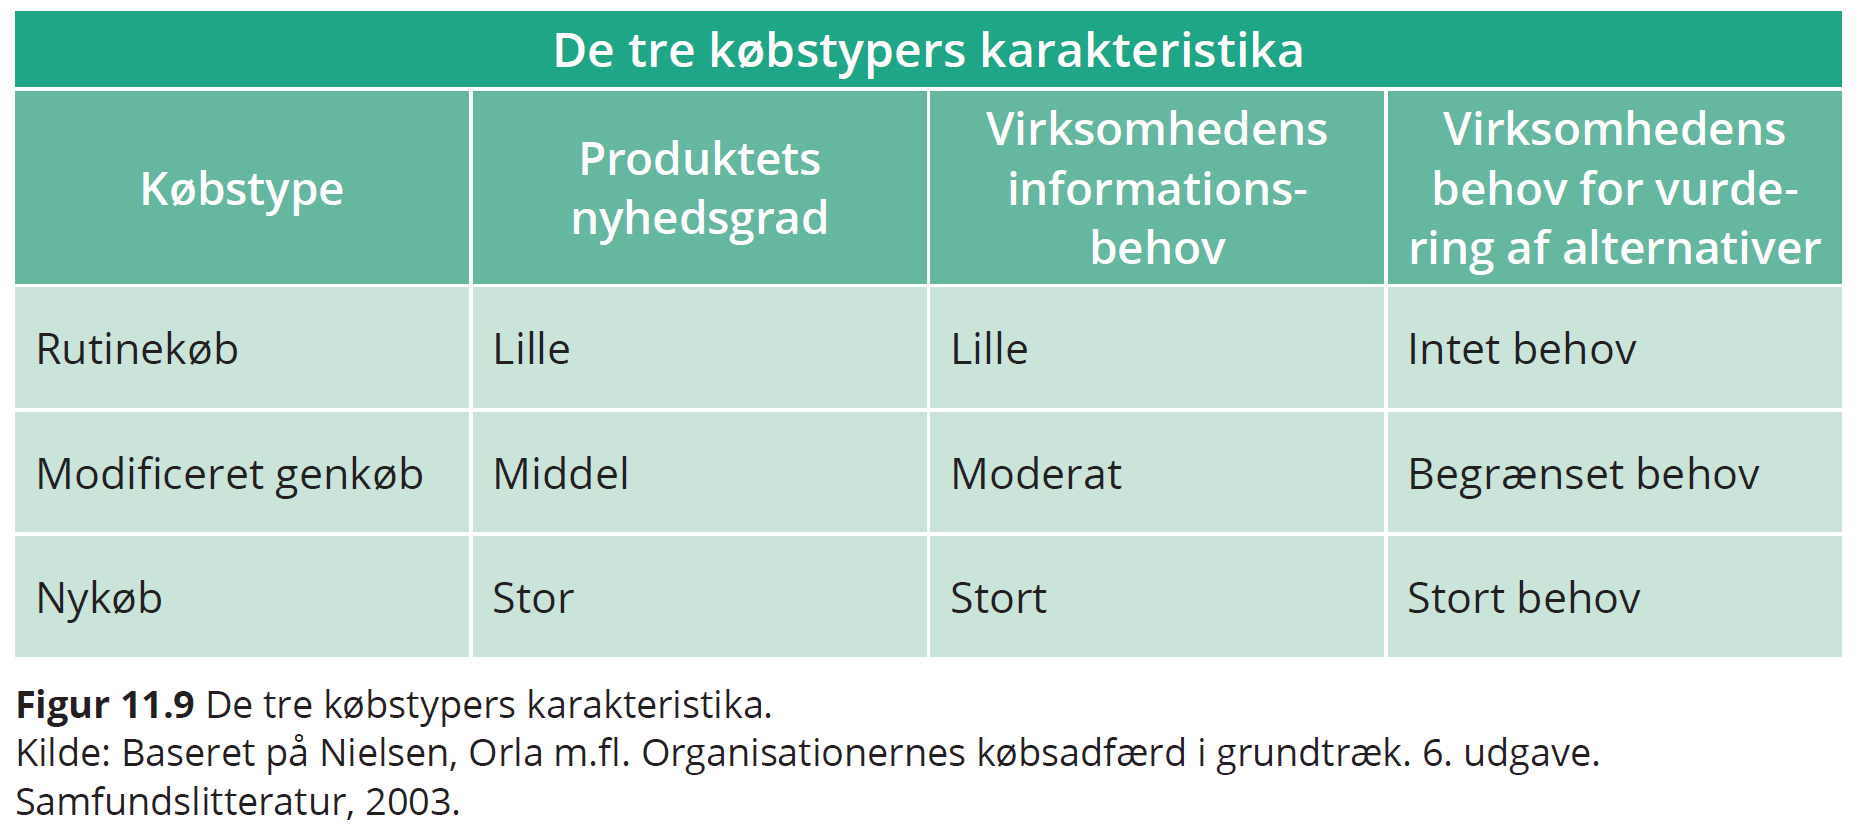 De tre købstypers karakteristika
Købstype
Produktets
nyhedsgrad
Virksomhedens
informations-
behov
Virksomhedens
behov for vurde-
ring af alternativer
Rutinekøb
Lille
Lille
Intet behov
Modificeret genkøb
Middel
Moderat
Begrænset behov
Nykøb
Stor
Stort
Stort behov
Figur 11.9 De tre købstypers karakteristika.
Kilde: Baseret på Nielsen, Orla m.fl. Organisationernes købsadfærd i grundtræk. 6. udgave.
Samfundslitteratur, 2003.